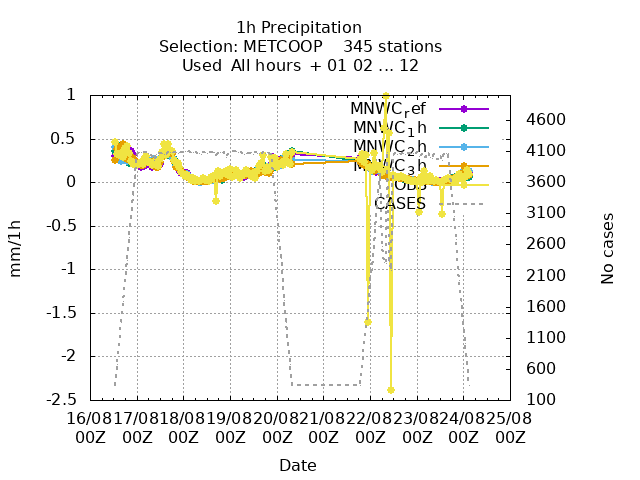 1h Precipitation
Selection: METCOOP 345 stations
Used All hours + 01 02 ... 12
MNWC_ref
MNWC_1h
MNWC_2h
MNWC_3h
OBS
CASES
mm/1h
1
0.5
0
-0.5
-1
-1.5
-2
-2.5
No cases
4600
4100
3600
3100
2600
2100
1600
1100
600
100
16/08 17/08 18/08 19/08 20/08 21/08 22/08 23/08 24/08 25/08
00Z 00Z 00Z 00Z 00Z 00Z 00Z 00Z 00Z 00Z
Date